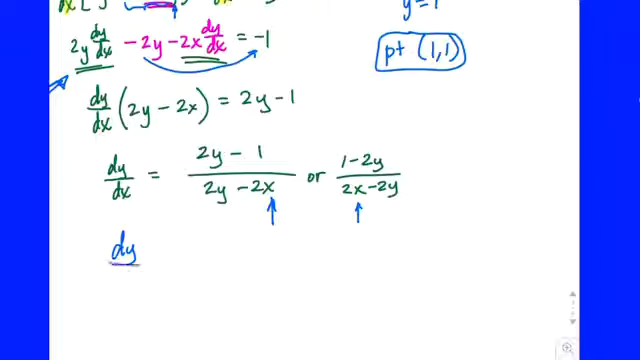 y = 1
2y dy/dx - 2y - 2x dy/dx = -1
pt (1,1)
dy/dx (2y - 2x) = 2y - 1
dy/dx = 2y - 1 / 2y - 2x or 1 - 2y / 2x - 2y
dy